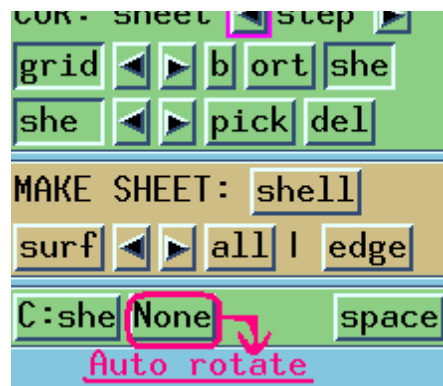 COR: sheet step
grid b ort she
she pick del
MAKE SHEET: shell
surf all | edge
C:she None space
Auto rotate